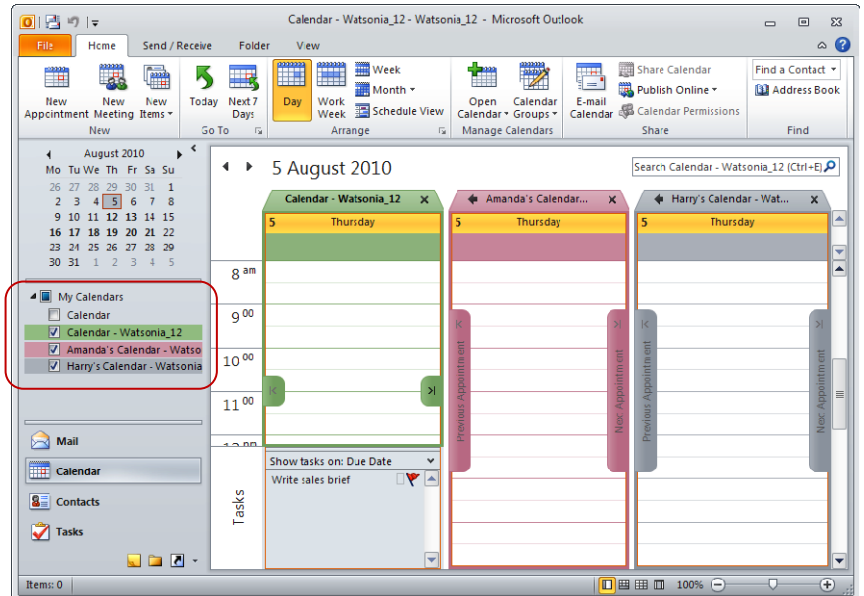 Calendar - Watsonia_12 - Watsonia_12 - Microsoft Outlook
File Home Send / Receive Folder View
New Appointment
New Meeting
New Items
New
Today
Next 7 Days
Go To
Day
Work Week
Week
Month
Schedule View
Arrange
Open Calendar
Calendar Groups
Manage Calendars
E-mail Calendar
Share Calendar
Publish Online
Calendar Permissions
Share
Find a Contact
Address Book
Find
August 2010
Mo Tu We Th Fr Sa Su
26 27 28 29 30 31 1
2 3 4 5 6 7 8
9 10 11 12 13 14 15
16 17 18 19 20 21 22
23 24 25 26 27 28 29
30 31 1 2 3 4 5
My Calendars
Calendar
Calendar - Watsonia_12
Amanda's Calendar - Watso
Harry's Calendar - Watsonia
Mail
Calendar
Contacts
Tasks
5 August 2010
Search Calendar - Watsonia_12 (Ctrl+E)
Calendar - Watsonia_12
Amanda's Calendar...
Harry's Calendar - Wat...
5 Thursday
5 Thursday
5 Thursday
8 am
9 00
10 00
11 00
Previous Appointment
Next Appointment
Previous Appointment
Next Appointment
Tasks
Show tasks on: Due Date
Write sales brief
Items: 0
100%